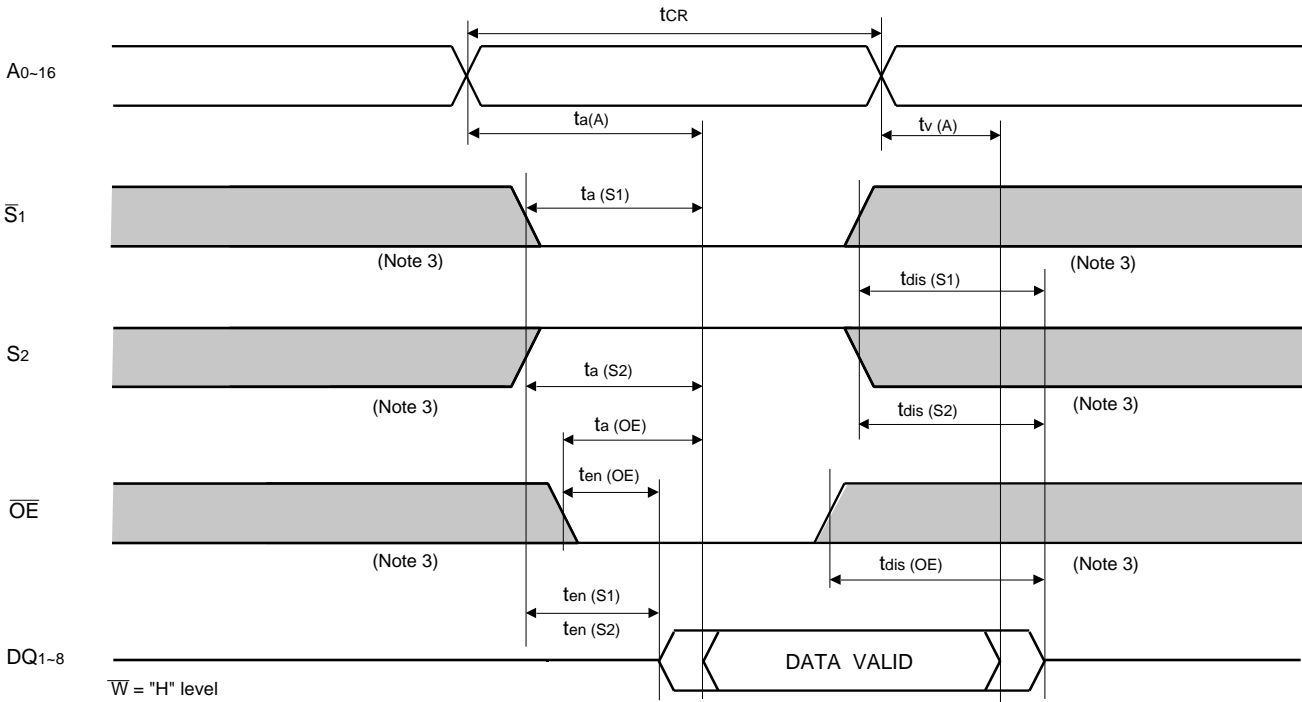 tCR
A0~16
ta(A)
tv (A)
ta (S1)
S̅1
(Note 3)
(Note 3)
tdis (S1)
S2
ta (S2)
(Note 3)
(Note 3)
tdis (S2)
ta (OE)
ten (OE)
O̅E̅
(Note 3)
tdis (OE)
(Note 3)
ten (S1)
ten (S2)
DQ1~8
DATA VALID
W̅ = "H" level